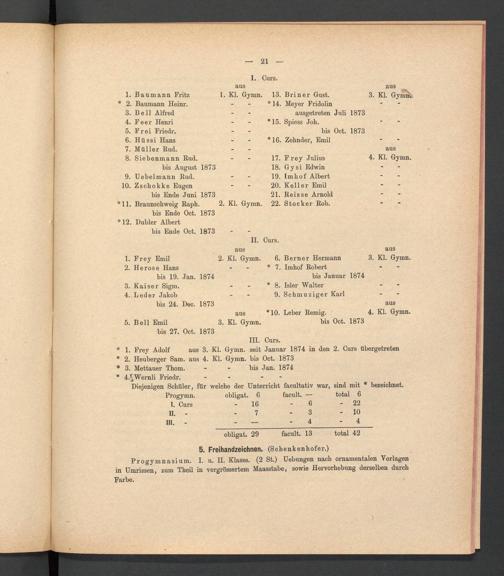 — 21 —
I. Curs.
aus aus
1. Baumann Fritz 1. Kl. Gymn. 13. Briner Gust. 3. Kl. Gymn.
* 2. Baumann Heinr. - - *14. Meyer Fridolin - -
3. Bell Alfred - - ausgetreten Juli 1873
4. Feer Henri - - *15. Spiess Joh. - -
5. Frei Friedr. - - bis Oct. 1873
6. Hüssi Hans - - *16. Zehnder, Emil - -
7. Müller Rud. - - aus
8. Siebenmann Rud. - - 17. Frey Julius 4. Kl. Gymn.
bis August 1873 18. Gysi Edwin - -
9. Uebelmann Rud. - - 19. Imhof Albert - -
10. Zschokke Eugen - - 20. Keller Emil - -
bis Ende Juni 1873 21. Reisse Arnold - -
*11. Braunschweig Raph. 2. Kl. Gymn. 22. Stocker Rob. - -
bis Ende Oct. 1873
*12. Dubler Albert
bis Ende Oct. 1873 - -
II. Curs.
aus aus
1. Frey Emil 2. Kl. Gymn. 6. Berner Hermann 3. Kl. Gymn.
2. Herose Hans - - * 7. Imhof Robert - -
bis 19. Jan. 1874 bis Januar 1874
3. Kaiser Sigm. - - * 8. Isler Walter - -
4. Leder Jakob - - 9. Schmuziger Karl - -
bis 24. Dec. 1873 aus
aus *10. Leber Remig. 4. Kl. Gymn.
5. Bell Emil 3. Kl. Gymn. bis Oct. 1873
bis 27. Oct. 1873
III. Curs.
* 1. Frey Adolf aus 3. Kl. Gymn. seit Januar 1874 in den 2. Curs übergetreten
* 2. Heuberger Sam. aus 4. Kl. Gymn. bis Oct. 1873
* 3. Mettauer Thom. - - bis Jan. 1874
* 4. Wernli Friedr. - - -
Diejenigen Schüler, für welche der Unterricht facultativ war, sind mit * bezeichnet.
Progymn. obligat. 6 facult. — total 6
I. Curs - 16 - 6 - 22
II. - - 7 - 3 - 10
III. - - — - 4 - 4
obligat. 29 facult. 13 total 42
5. Freihandzeichnen. (Schenkenhofer.)
Progymnasium. I. u. II. Klasse. (2 St.) Uebungen nach ornamentalen Vorlagen
in Umrissen, zum Theil in vergrössertem Maasstabe, sowie Hervorhebung derselben durch
Farbe.